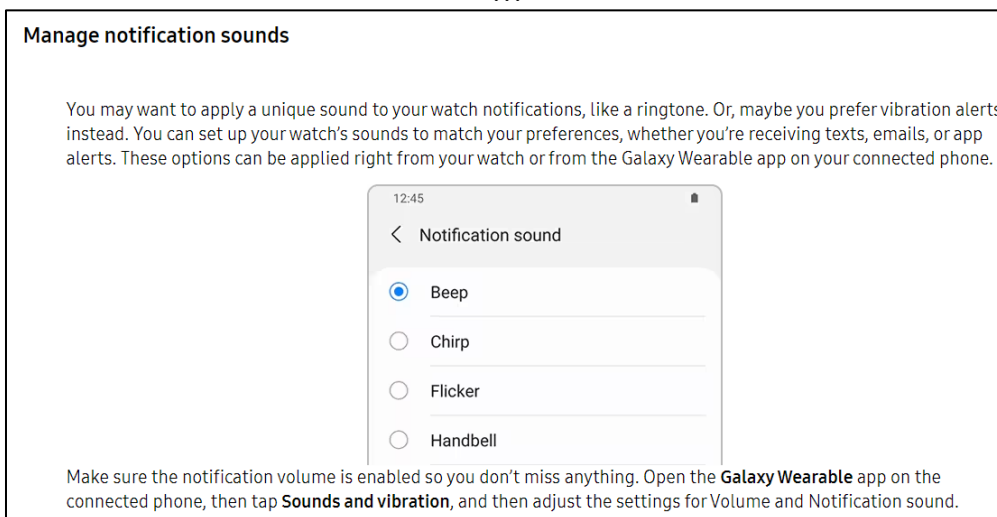 ...
Manage notification sounds
You may want to apply a unique sound to your watch notifications, like a ringtone. Or, maybe you prefer vibration alerts
instead. You can set up your watch's sounds to match your preferences, whether you're receiving texts, emails, or app
alerts. These options can be applied right from your watch or from the Galaxy Wearable app on your connected phone.
12:45
Notification sound
Beep
Chirp
Flicker
Handbell
Make sure the notification volume is enabled so you don't miss anything. Open the Galaxy Wearable app on the
connected phone, then tap Sounds and vibration, and then adjust the settings for Volume and Notification sound.